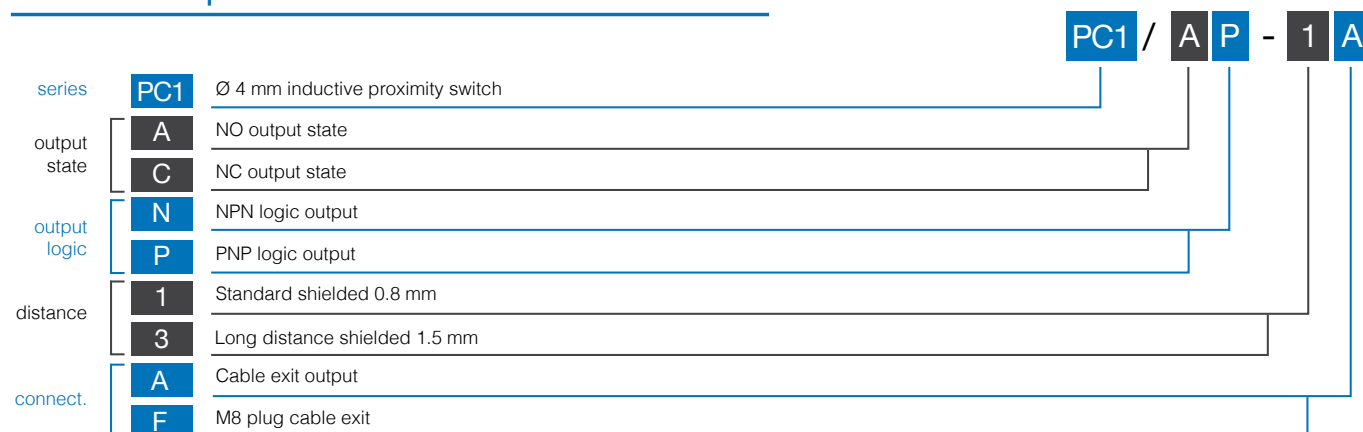 PC1 / A P - 1 A
series PC1 Ø 4 mm inductive proximity switch
output state
A NO output state
C NC output state
output logic
N NPN logic output
P PNP logic output
distance
1 Standard shielded 0.8 mm
3 Long distance shielded 1.5 mm
connect.
A Cable exit output
F M8 plug cable exit